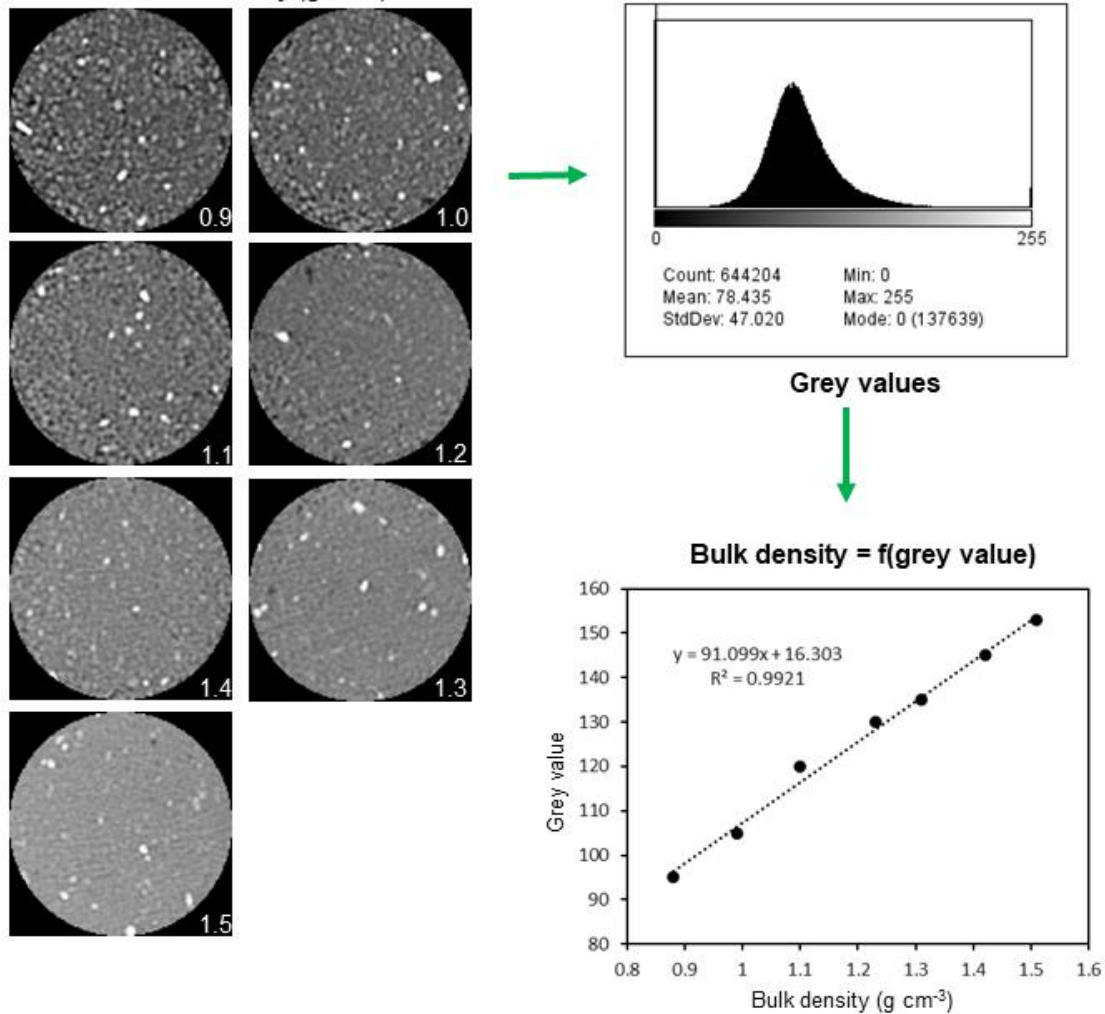 0.9
1.0
1.1
1.2
1.4
1.3
1.5
0
255
Count: 644204
Min: 0
Mean: 78.435
Max: 255
StdDev: 47.020
Mode: 0 (137639)
Grey values
Bulk density = f(grey value)
160
150
140
130
120
110
100
90
80
y = 91.099x + 16.303
R² = 0.9921
Grey value
0.8
0.9
1
1.1
1.2
1.3
1.4
1.5
1.6
Bulk density (g cm⁻³)